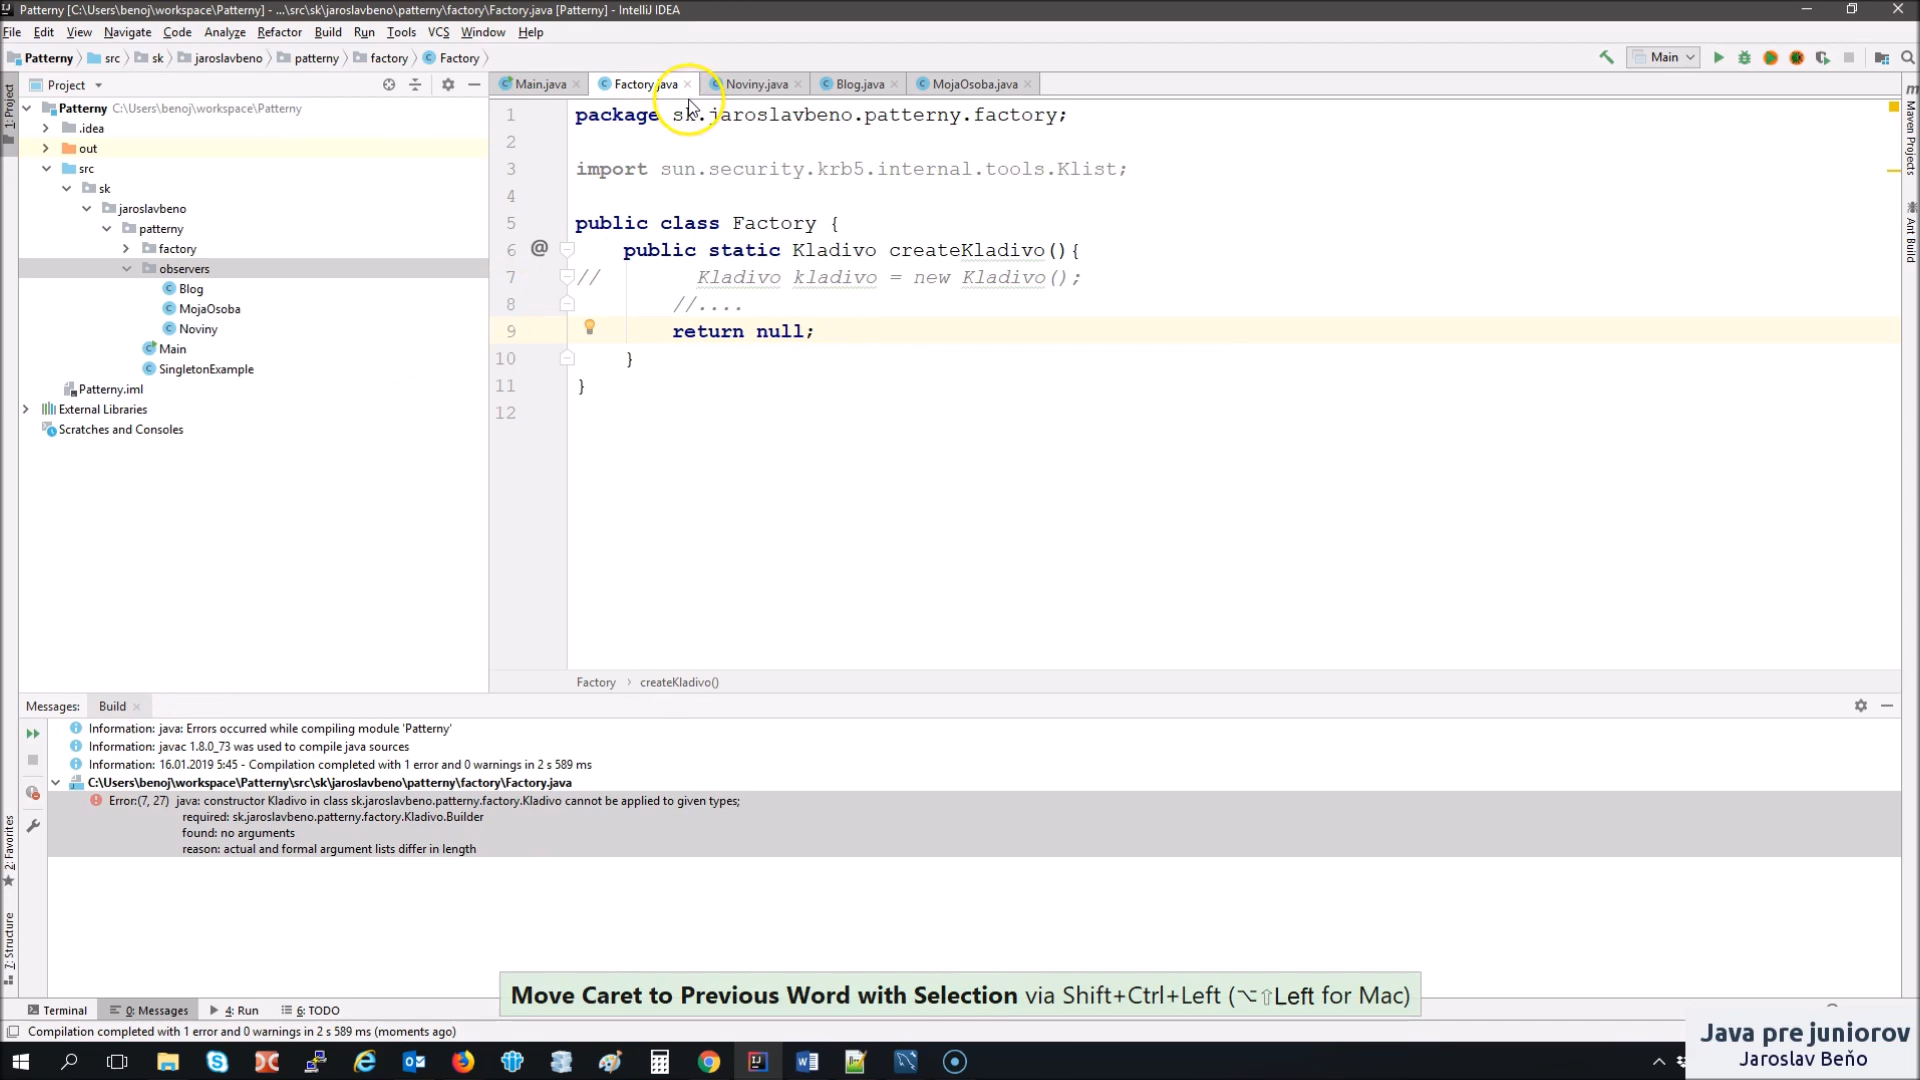 Patterny [C:\Users\benoj\workspace\Patterny] - ...\src\sk\jaroslavbeno\patterny\factory\Factory.java [Patterny] - IntelliJ IDEA
File Edit View Navigate Code Analyze Refactor Build Run Tools VCS Window Help
Patterny src sk jaroslavbeno patterny factory Factory
Main
Project
Main.java Factory.java Noviny.java Blog.java MojaOsoba.java
1: Project
Patterny C:\Users\benoj\workspace\Patterny
.idea
out
src
sk
jaroslavbeno
patterny
factory
observers
Blog
MojaOsoba
Noviny
Main
SingletonExample
Patterny.iml
External Libraries
Scratches and Consoles
1 package sk.jaroslavbeno.patterny.factory;
2
3 import sun.security.krb5.internal.tools.Klist;
4
5 public class Factory {
6 @ public static Kladivo createKladivo(){
7 // Kladivo kladivo = new Kladivo();
8 //....
9 return null;
10 }
11 }
12
Factory › createKladivo()
Maven Projects
Ant Build
Messages: Build
Information: java: Errors occurred while compiling module 'Patterny'
Information: javac 1.8.0_73 was used to compile java sources
Information: 16.01.2019 5:45 - Compilation completed with 1 error and 0 warnings in 2 s 589 ms
C:\Users\benoj\workspace\Patterny\src\sk\jaroslavbeno\patterny\factory\Factory.java
Error:(7, 27) java: constructor Kladivo in class sk.jaroslavbeno.patterny.factory.Kladivo cannot be applied to given types;
required: sk.jaroslavbeno.patterny.factory.Kladivo.Builder
found: no arguments
reason: actual and formal argument lists differ in length
2: Favorites
7: Structure
Move Caret to Previous Word with Selection via Shift+Ctrl+Left (⌥⇧Left for Mac)
Terminal 0: Messages 4: Run 6: TODO
Compilation completed with 1 error and 0 warnings in 2 s 589 ms (moments ago)
Java pre juniorov
Jaroslav Beňo